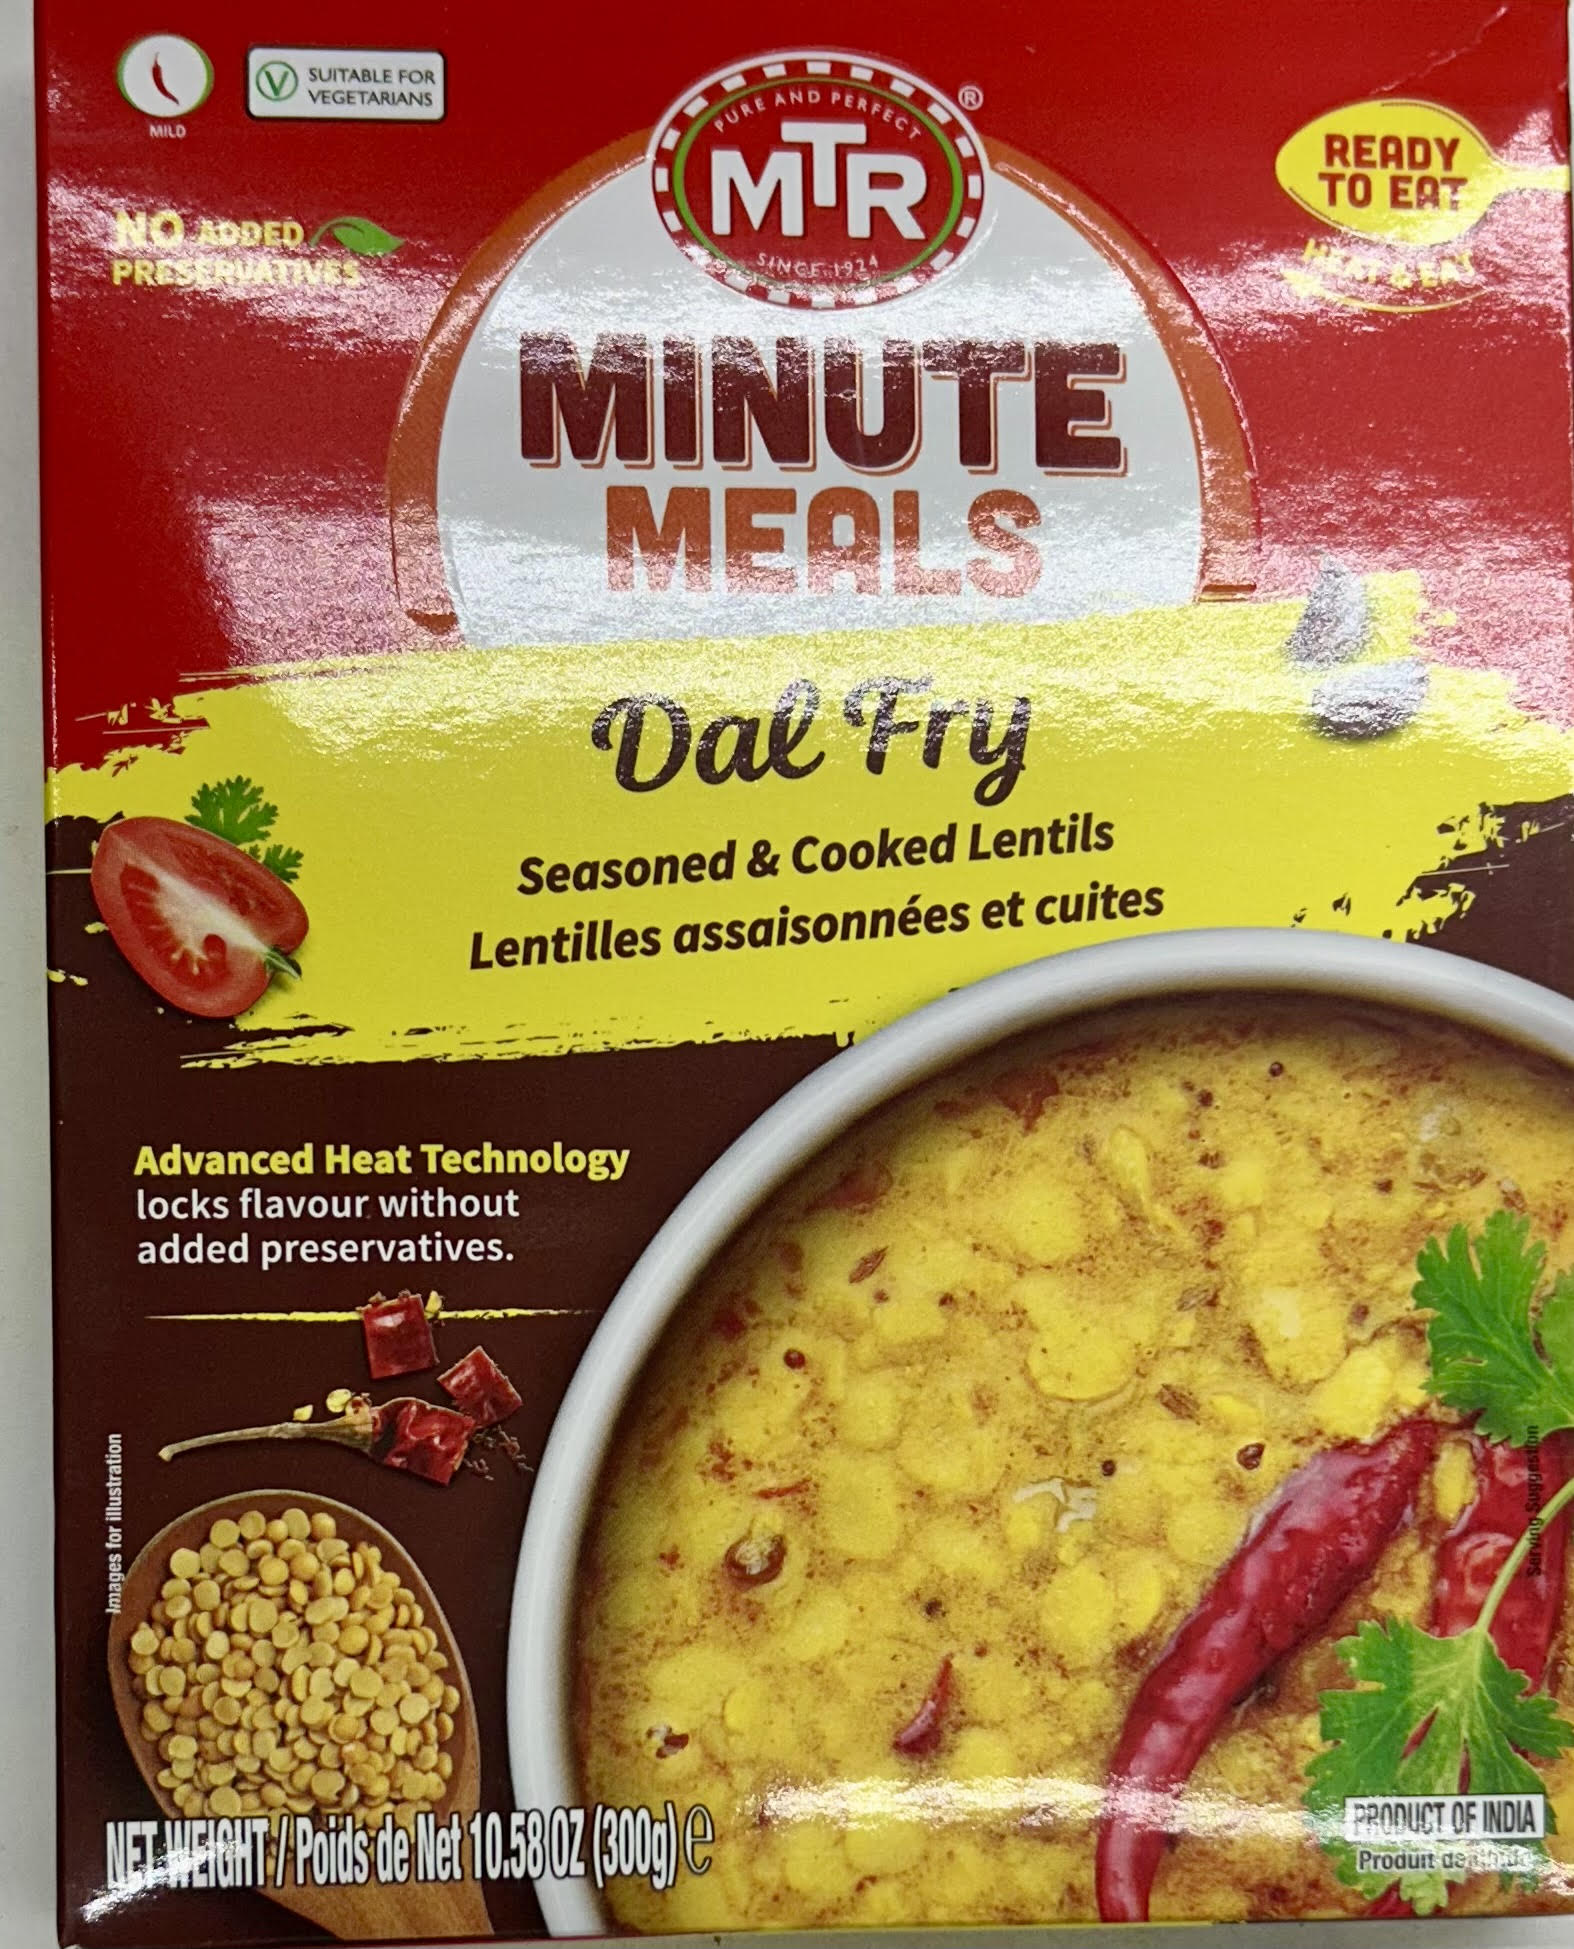 MILD
SUITABLE FOR
VEGETARIANS
PURE AND PERFECT
MTR
SINCE 1924
®
READY
TO EAT
HEAT & EAT
NO ADDED
PRESERVATIVES
MINUTE
MEALS
Dal Fry
Seasoned & Cooked Lentils
Lentilles assaisonnées et cuites
Advanced Heat Technology
locks flavour without
added preservatives.
Images for illustration
Serving Suggestion
NET WEIGHT / Poids de Net 10.58 OZ (300g) e
PRODUCT OF INDIA
Produit de